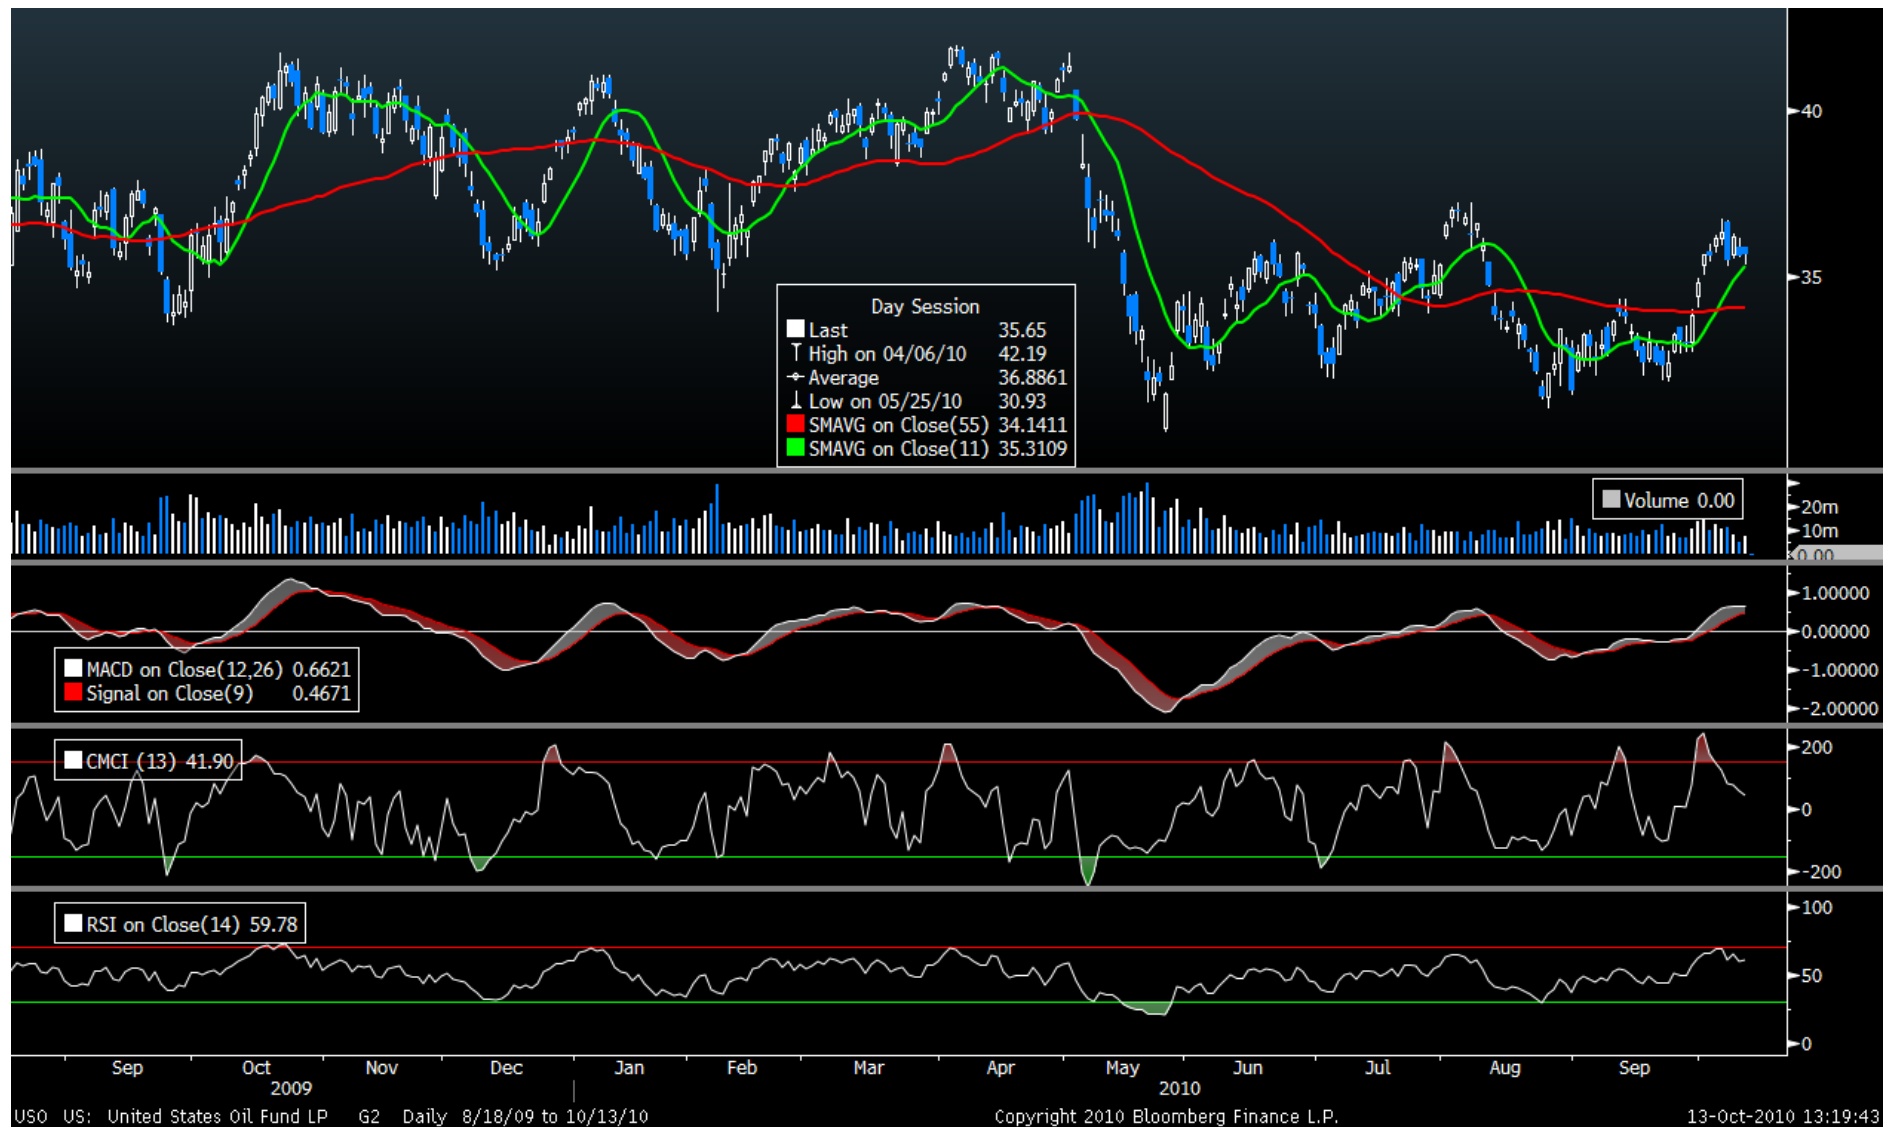 40
35
Day Session
Last 35.65
High on 04/06/10 42.19
Average 36.8861
Low on 05/25/10 30.93
SMAVG on Close(55) 34.1411
SMAVG on Close(11) 35.3109
Volume 0.00
20m
10m
0.00
1.00000
0.00000
-1.00000
-2.00000
MACD on Close(12,26) 0.6621
Signal on Close(9) 0.4671
CMCI (13) 41.90
200
0
-200
RSI on Close(14) 59.78
100
50
0
Sep Oct Nov Dec Jan Feb Mar Apr May Jun Jul Aug Sep
2009 2010
USO US: United States Oil Fund LP G2 Daily 8/18/09 to 10/13/10 Copyright 2010 Bloomberg Finance L.P. 13-Oct-2010 13:19:43